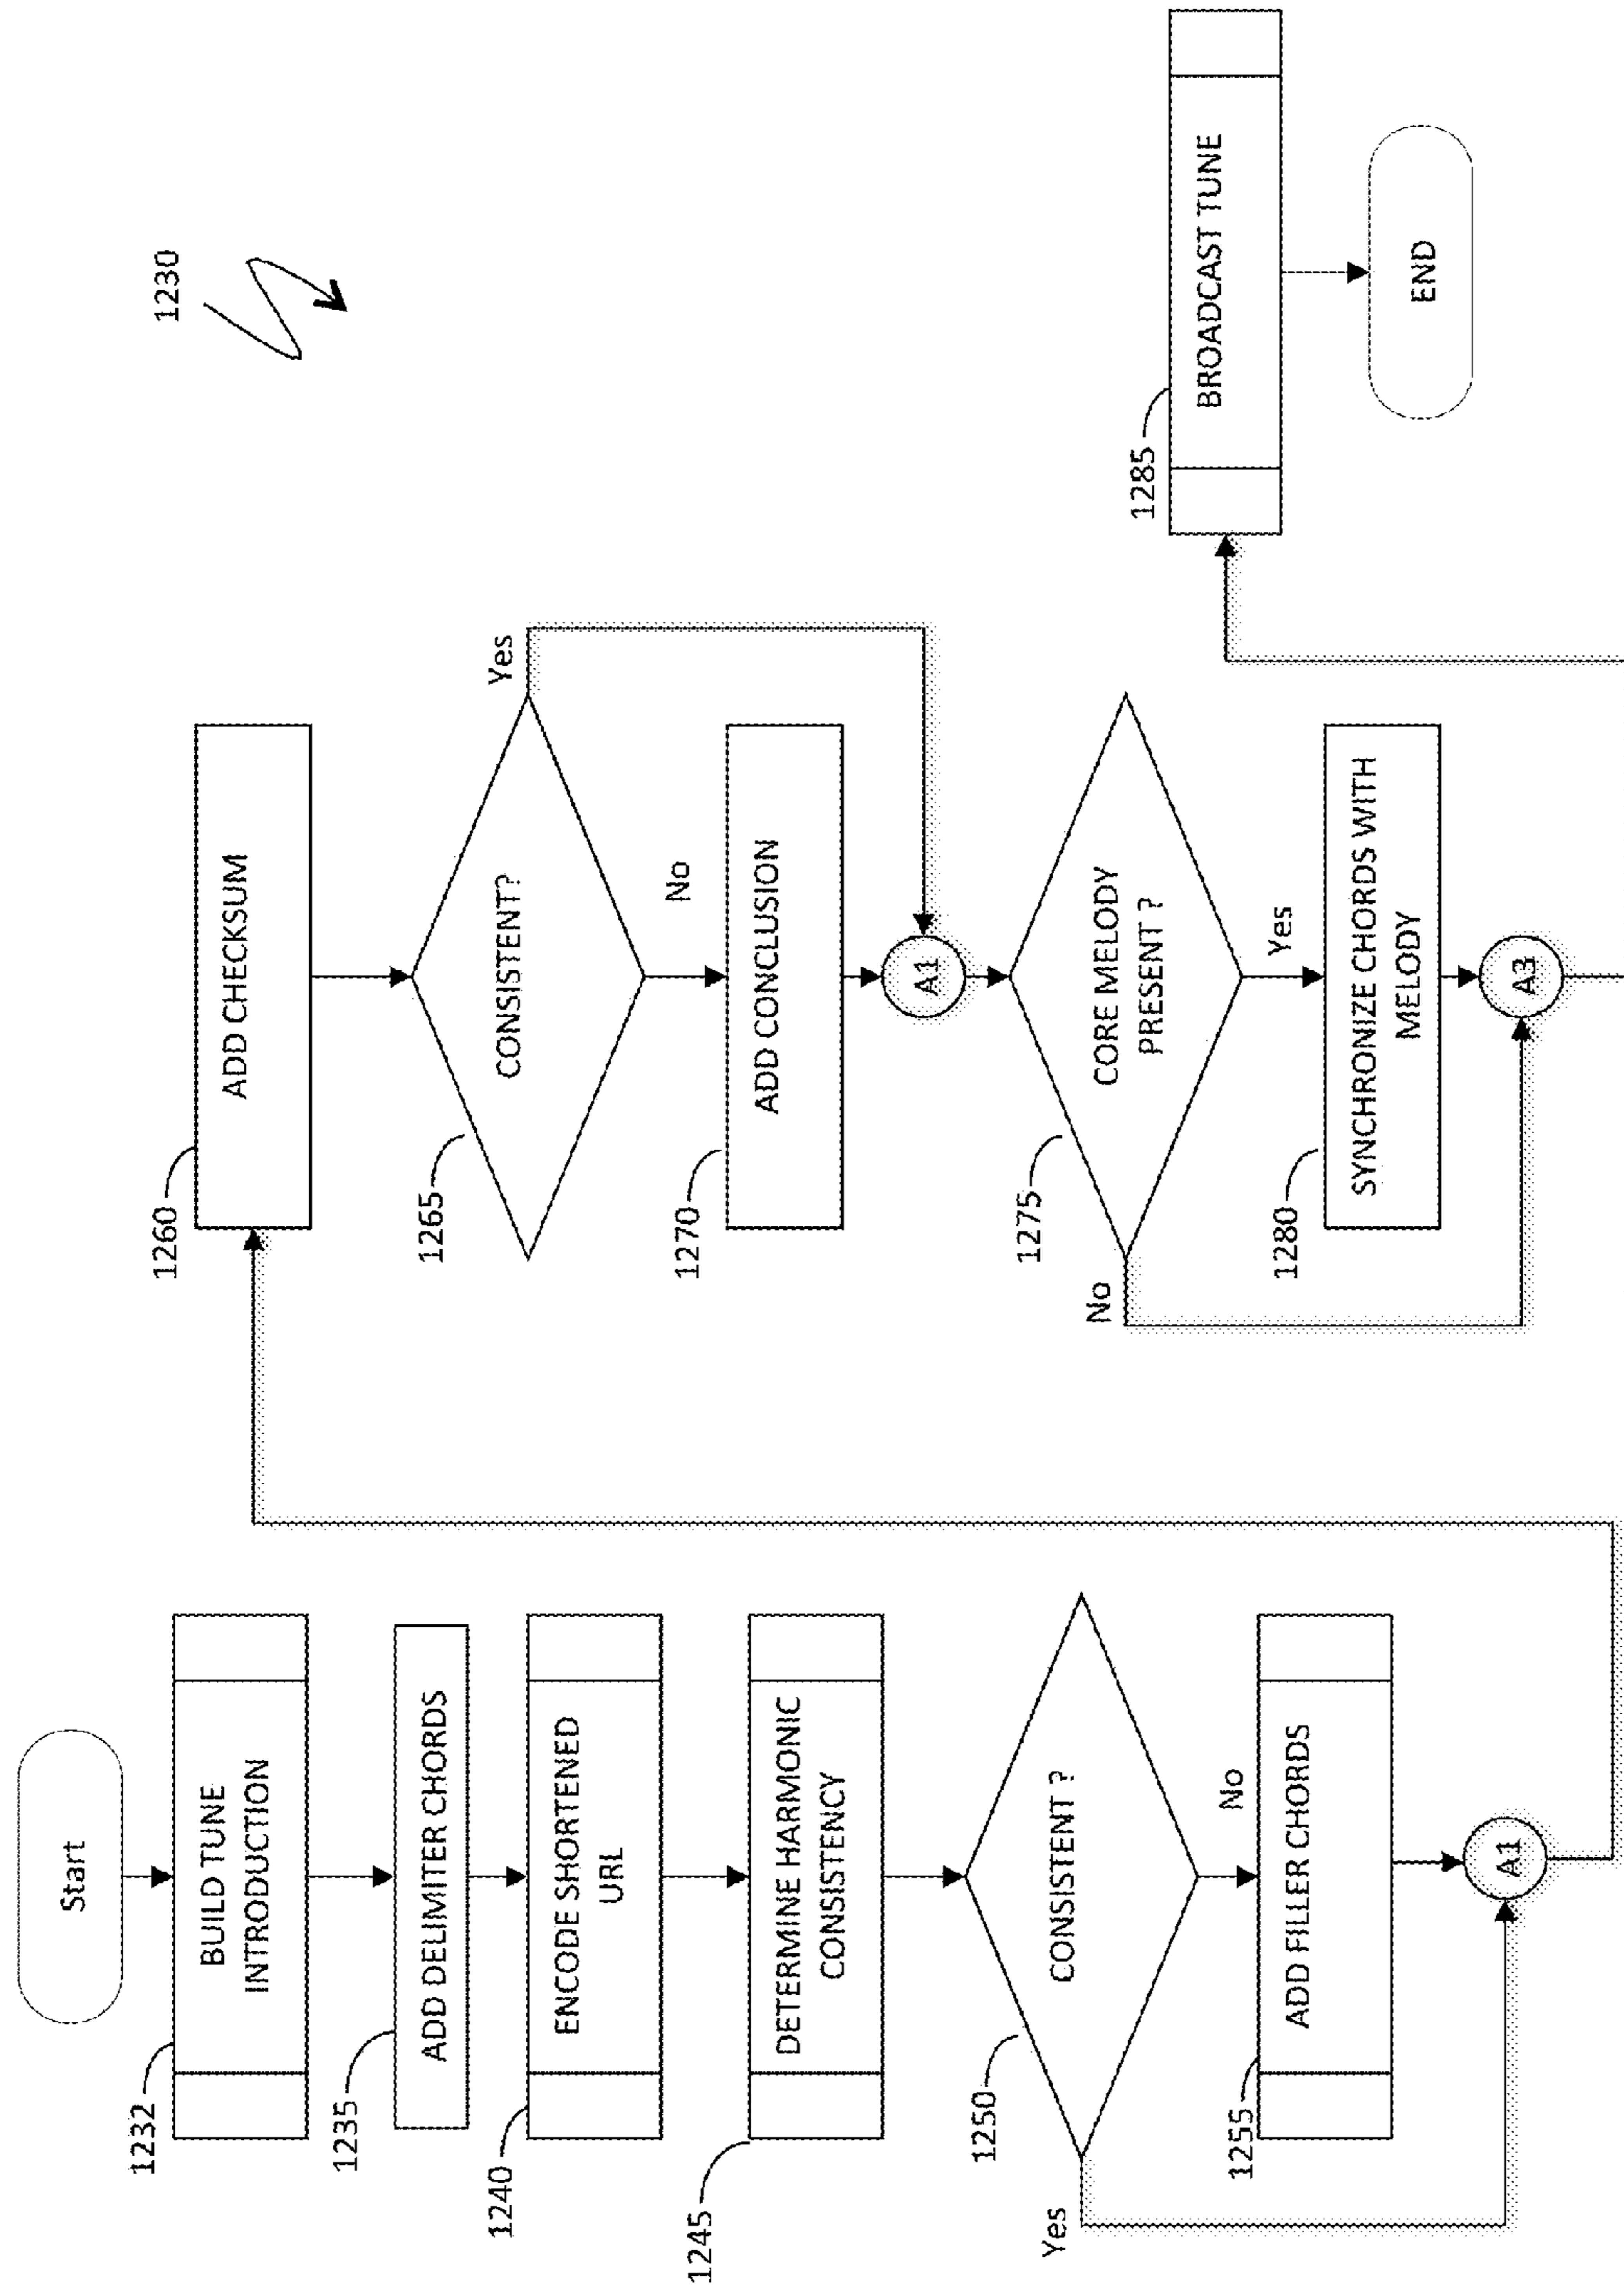 1230
Start
1232
BUILD TUNE
INTRODUCTION
1235
ADD DELIMITER CHORDS
1240
ENCODE SHORTENED
URL
1245
DETERMINE HARMONIC
CONSISTENCY
1250
CONSISTENT ?
Yes
No
1255
ADD FILLER CHORDS
A1
1260
ADD CHECKSUM
1265
CONSISTENT?
Yes
No
1270
ADD CONCLUSION
A1
1275
CORE MELODY
PRESENT ?
No
Yes
1280
SYNCHRONIZE CHORDS WITH
MELODY
A3
1285
BROADCAST TUNE
END